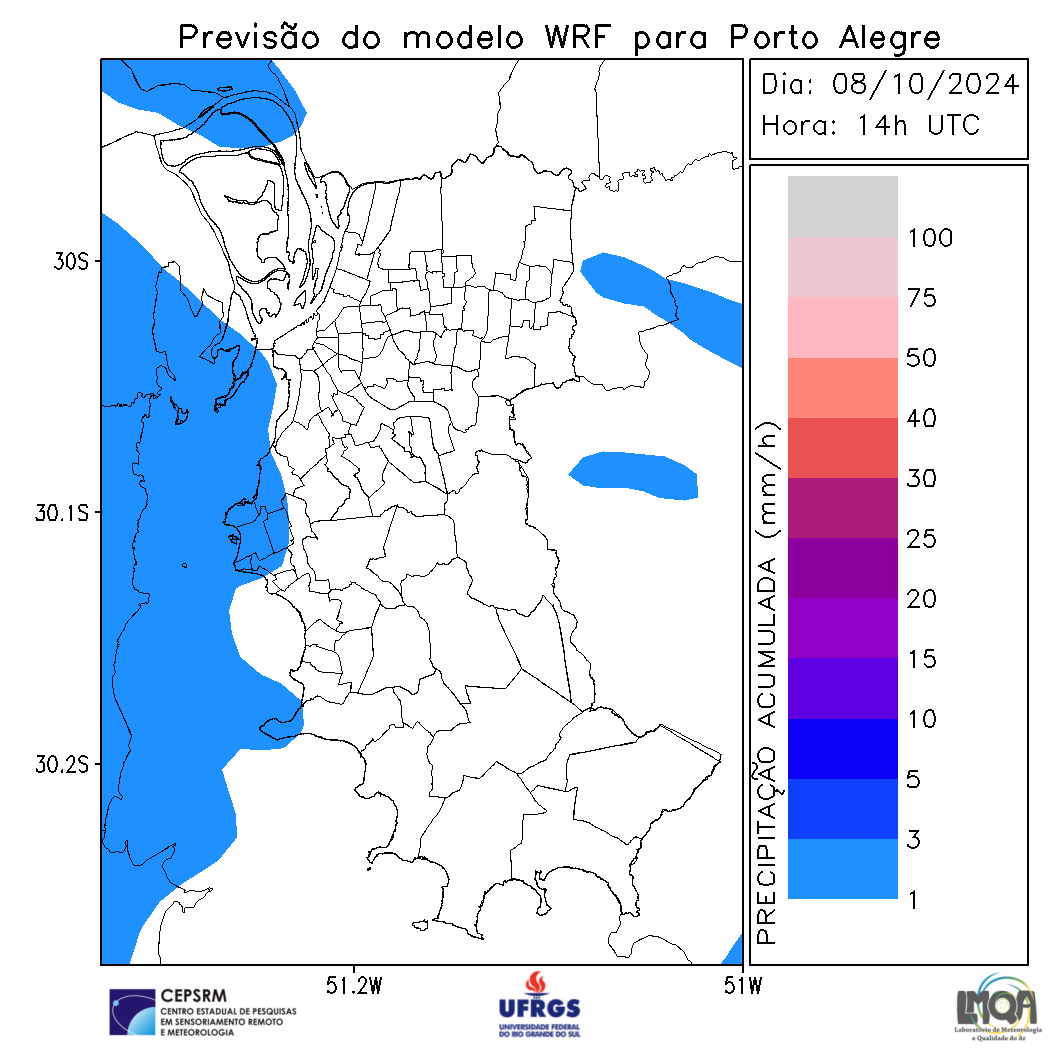 Previsão do modelo WRF para Porto Alegre
Dia: 08/10/2024
Hora: 14h UTC
30S
30.1S
30.2S
51.2W
51W
PRECIPITAÇÃO ACUMULADA (mm/h)
100
75
50
40
30
25
20
15
10
5
3
1
CEPSRM
CENTRO ESTADUAL DE PESQUISAS
EM SENSORIAMENTO REMOTO
E METEOROLOGIA
UFRGS
UNIVERSIDADE FEDERAL
DO RIO GRANDE DO SUL
LMQA
Laboratório de Meteorologia
e Qualidade do Ar